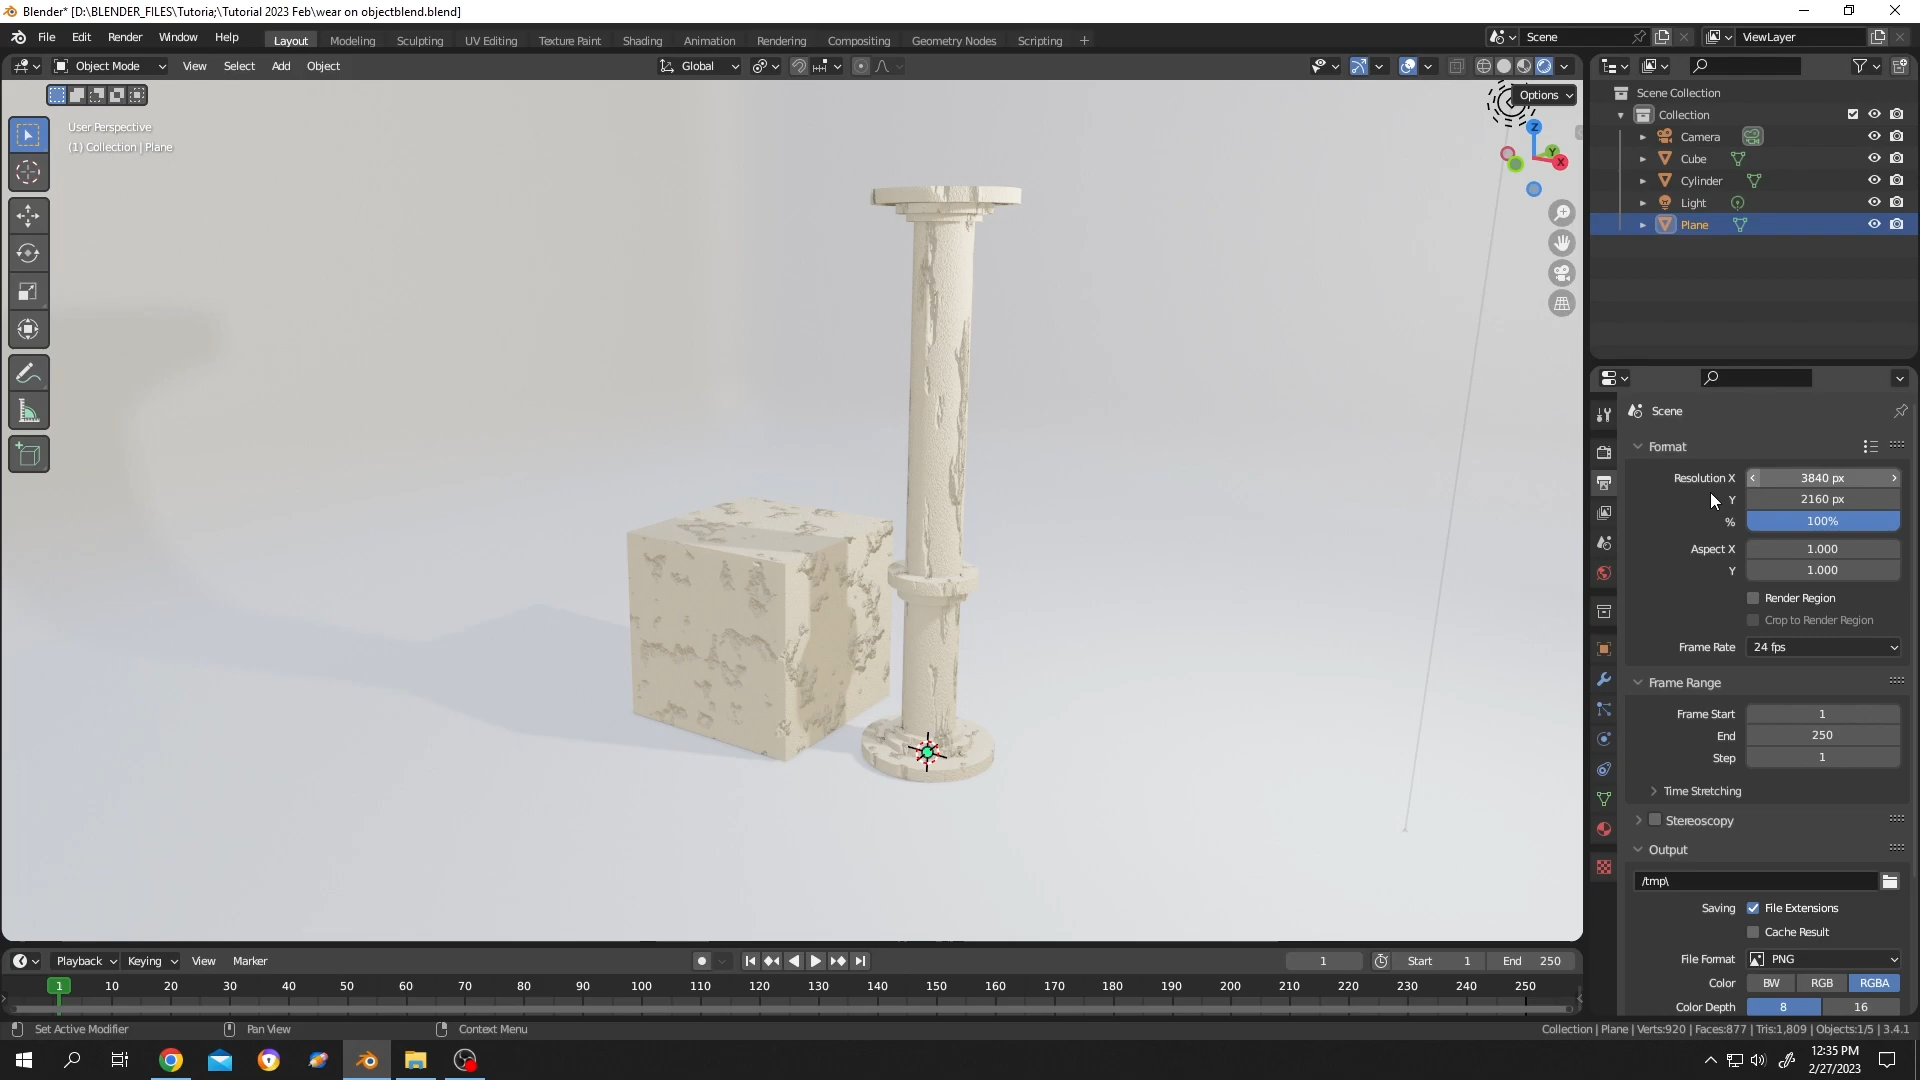 Blender* [D:\BLENDER_FILES\Tutoria;\Tutorial 2023 Feb\wear on objectblend.blend]
File Edit Render Window Help Layout Modeling Sculpting UV Editing Texture Paint Shading Animation Rendering Compositing Geometry Nodes Scripting + Scene ViewLayer
Object Mode View Select Add Object Global
Options
User Perspective
(1) Collection | Plane
Z
Y
X
Scene Collection
Collection
Camera
Cube
Cylinder
Light
Plane
Scene
Format
Resolution X 3840 px
Y 2160 px
% 100%
Aspect X 1.000
Y 1.000
Render Region
Crop to Render Region
Frame Rate 24 fps
Frame Range
Frame Start 1
End 250
Step 1
Time Stretching
Stereoscopy
Output
/tmp\
Saving File Extensions
Cache Result
File Format PNG
Color BW RGB RGBA
Color Depth 8 16
Playback Keying View Marker 1 Start 1 End 250
1 10 20 30 40 50 60 70 80 90 100 110 120 130 140 150 160 170 180 190 200 210 220 230 240 250
Set Active Modifier Pan View Context Menu Collection | Plane | Verts:920 | Faces:877 | Tris:1,809 | Objects:1/5 | 3.4.1
12:35 PM
2/27/2023